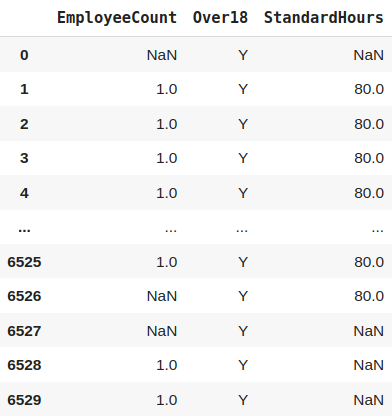 EmployeeCount Over18 StandardHours
0 NaN Y NaN
1 1.0 Y 80.0
2 1.0 Y 80.0
3 1.0 Y 80.0
4 1.0 Y 80.0
... ... ... ...
6525 1.0 Y 80.0
6526 NaN Y 80.0
6527 NaN Y NaN
6528 1.0 Y NaN
6529 1.0 Y NaN